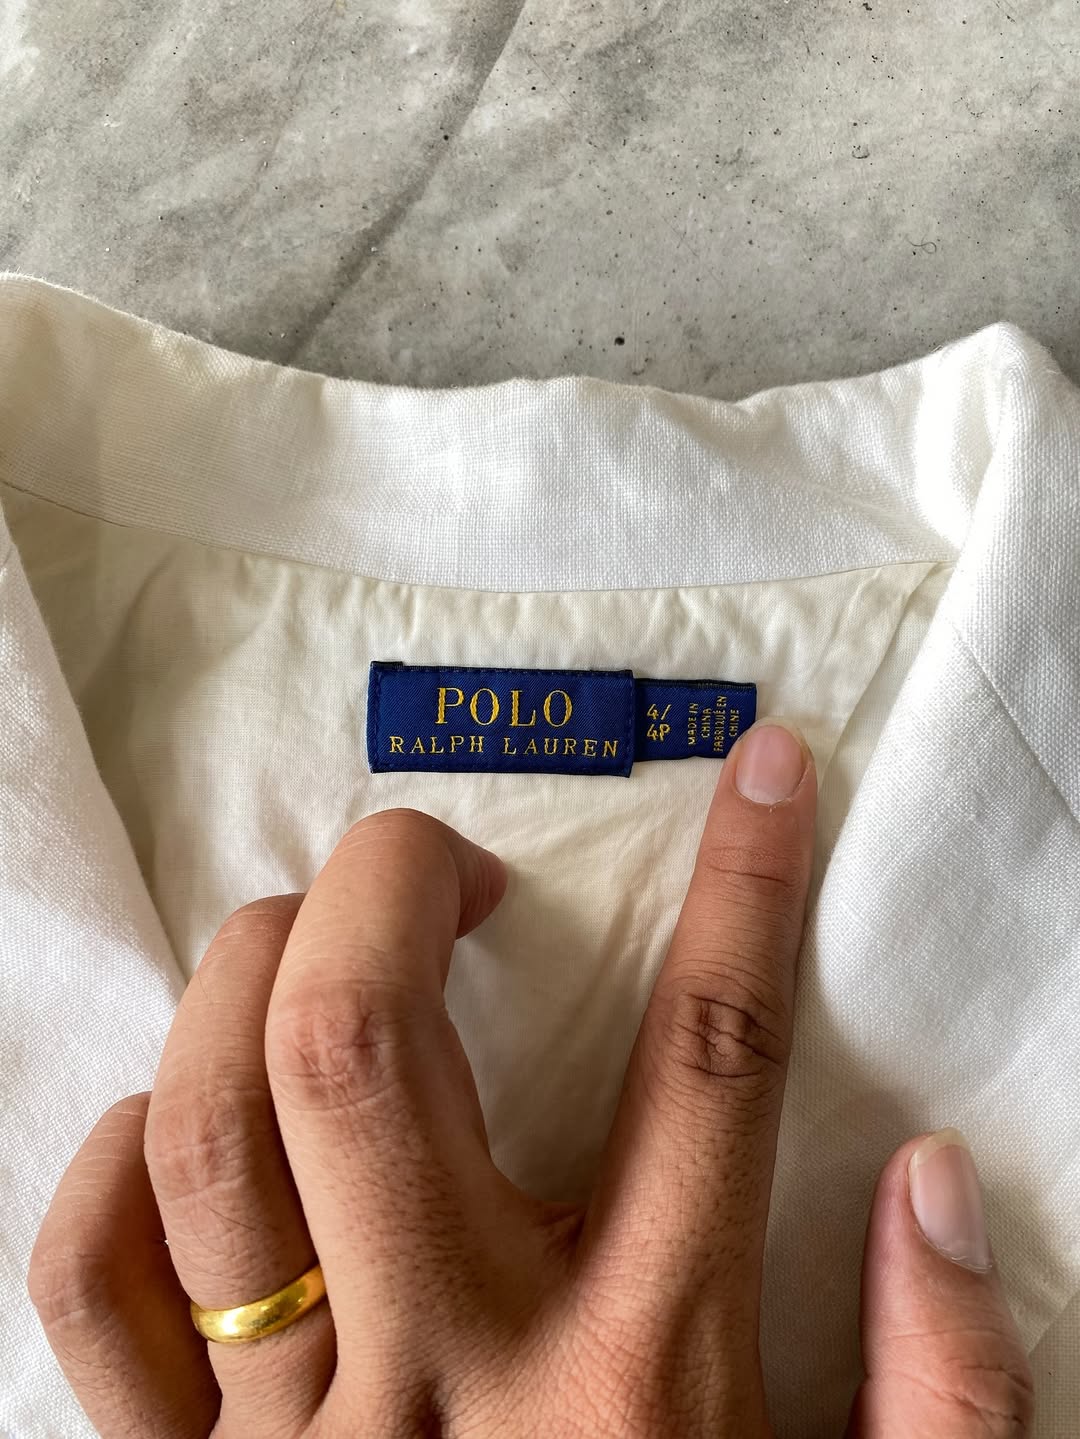 POLO
RALPH LAUREN
4/
4P
MADE IN
CHINA
FABRIQUÉ EN
CHINE